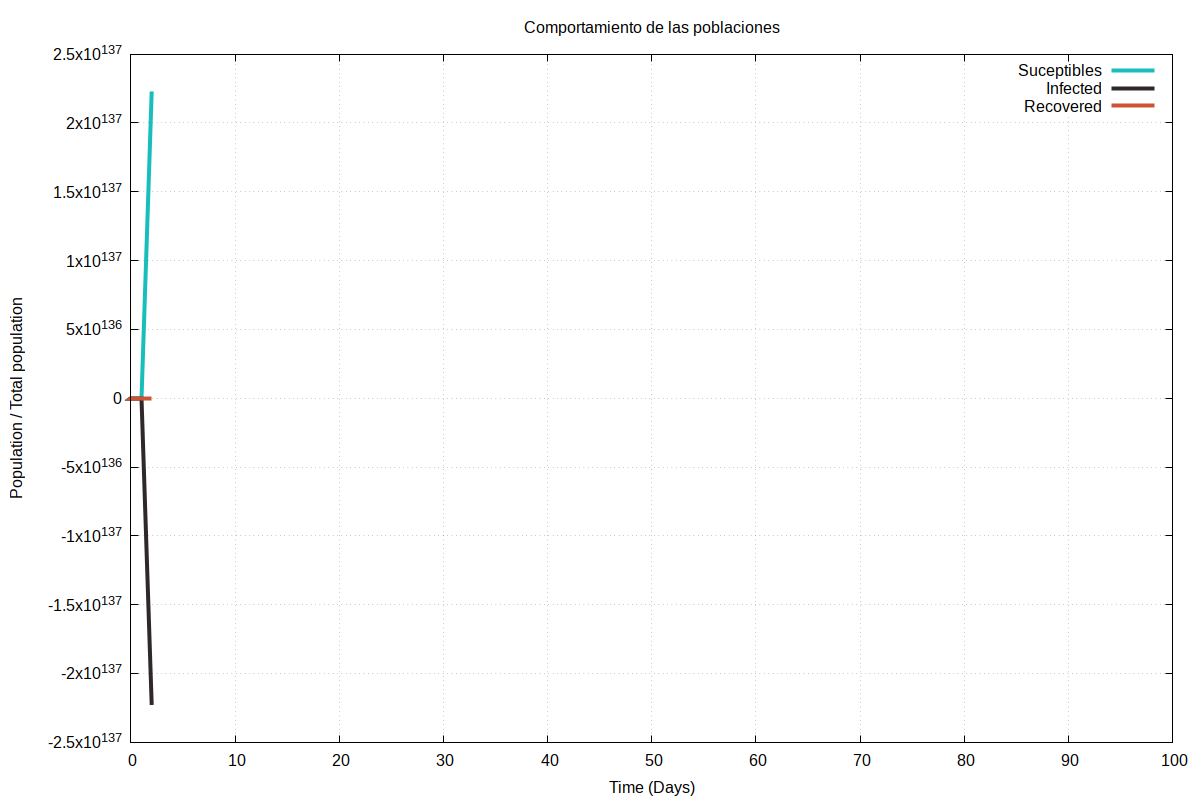 Comportamiento de las poblaciones
2.5x10^137
2x10^137
1.5x10^137
1x10^137
5x10^136
0
-5x10^136
-1x10^137
-1.5x10^137
-2x10^137
-2.5x10^137
Population / Total population
Suceptibles
Infected
Recovered
0 10 20 30 40 50 60 70 80 90 100
Time (Days)